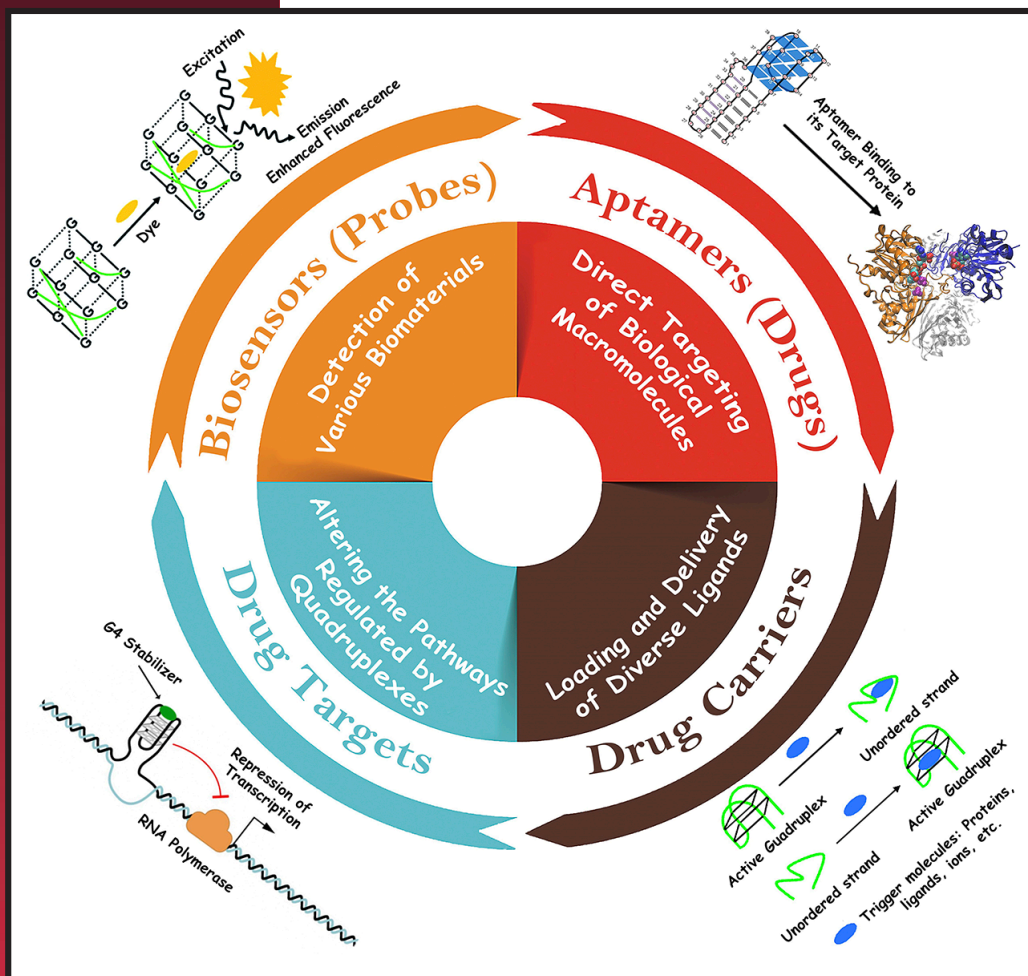 Excitation
Emission
Enhanced Fluorescence
G G G G G G G G G G G G
Dye
G G G G G G G G G G G G
Biosensors (Probes)
Detection of
Various Biomaterials
Aptamer Binding to
its Target Protein
Aptamers (Drugs)
Direct Targeting
of Biological
Macromolecules
Drug Targets
Altering the Pathways
Regulated by
Quadruplexes
G4 Stabilizer
Repression of
Transcription
RNA Polymerase
Drug Carriers
Loading and Delivery
of Diverse Ligands
Active Guadruplex
Unordered strand
Unordered strand
Active Guadruplex
Trigger molecules: Proteins,
ligands, ions, etc.